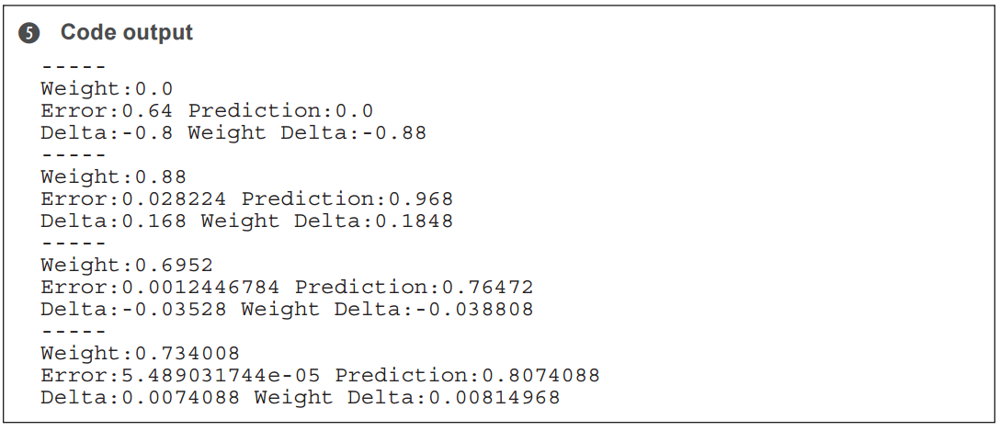 5 Code output
-----
Weight:0.0
Error:0.64 Prediction:0.0
Delta:-0.8 Weight Delta:-0.88
-----
Weight:0.88
Error:0.028224 Prediction:0.968
Delta:0.168 Weight Delta:0.1848
-----
Weight:0.6952
Error:0.0012446784 Prediction:0.76472
Delta:-0.03528 Weight Delta:-0.038808
-----
Weight:0.734008
Error:5.489031744e-05 Prediction:0.8074088
Delta:0.0074088 Weight Delta:0.00814968